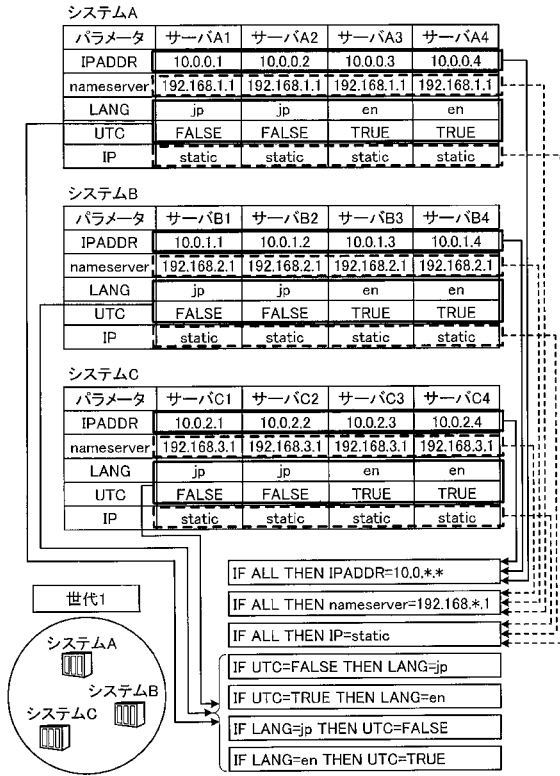 システムA
パラメータ サーバA1 サーバA2 サーバA3 サーバA4
IPADDR 10.0.0.1 10.0.0.2 10.0.0.3 10.0.0.4
nameserver 192.168.1.1 192.168.1.1 192.168.1.1 192.168.1.1
LANG jp jp en en
UTC FALSE FALSE TRUE TRUE
IP static static static static
システムB
パラメータ サーバB1 サーバB2 サーバB3 サーバB4
IPADDR 10.0.1.1 10.0.1.2 10.0.1.3 10.0.1.4
nameserver 192.168.2.1 192.168.2.1 192.168.2.1 192.168.2.1
LANG jp jp en en
UTC FALSE FALSE TRUE TRUE
IP static static static static
システムC
パラメータ サーバC1 サーバC2 サーバC3 サーバC4
IPADDR 10.0.2.1 10.0.2.2 10.0.2.3 10.0.2.4
nameserver 192.168.3.1 192.168.3.1 192.168.3.1 192.168.3.1
LANG jp jp en en
UTC FALSE FALSE TRUE TRUE
IP static static static static
IF ALL THEN IPADDR=10.0.*.*
IF ALL THEN nameserver=192.168.*.1
IF ALL THEN IP=static
IF UTC=FALSE THEN LANG=jp
IF UTC=TRUE THEN LANG=en
IF LANG=jp THEN UTC=FALSE
IF LANG=en THEN UTC=TRUE
世代1
システムA
システムB
システムC